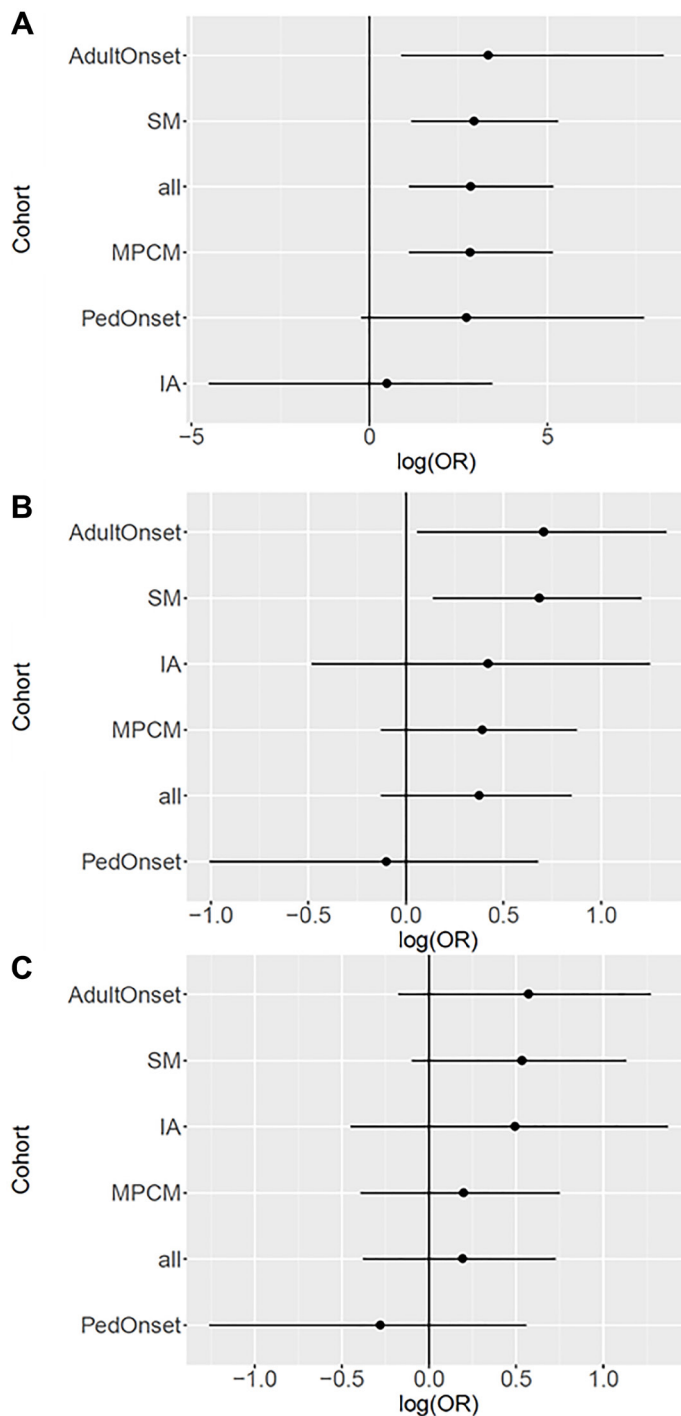 A
AdultOnset
SM
all
MPCM
PedOnset
IA
Cohort
−5 0 5
log(OR)
B
AdultOnset
SM
IA
MPCM
all
PedOnset
Cohort
−1.0 −0.5 0.0 0.5 1.0
log(OR)
C
AdultOnset
SM
IA
MPCM
all
PedOnset
Cohort
−1.0 −0.5 0.0 0.5 1.0
log(OR)